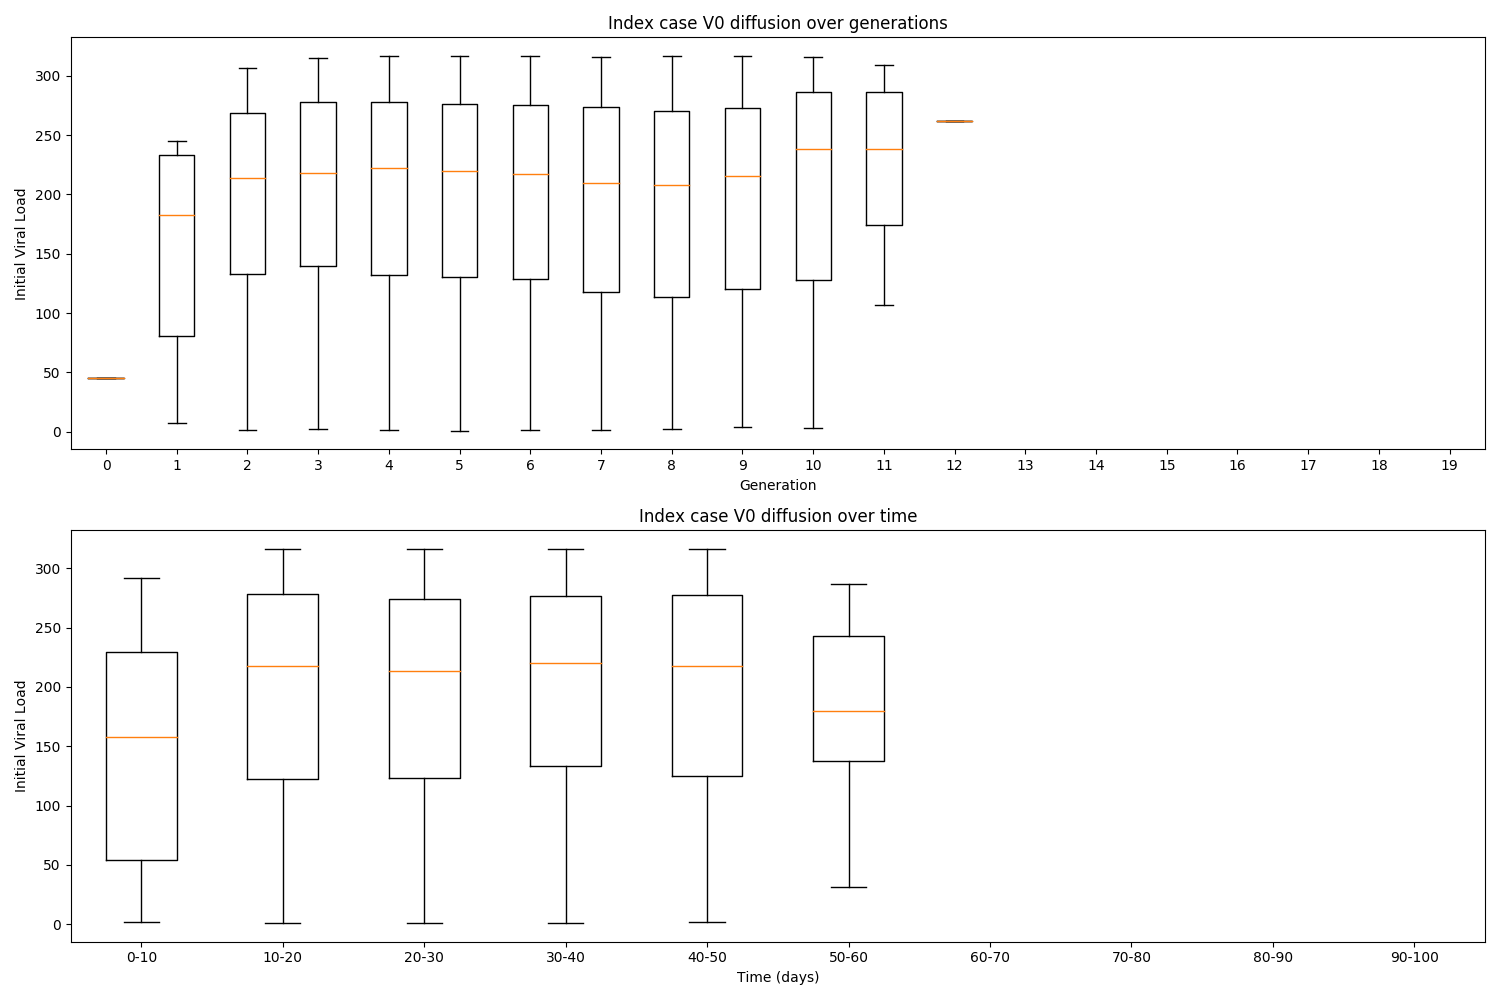 Index case V0 diffusion over generations
Initial Viral Load
300
250
200
150
100
50
0
0 1 2 3 4 5 6 7 8 9 10 11 12 13 14 15 16 17 18 19
Generation
Index case V0 diffusion over time
Initial Viral Load
300
250
200
150
100
50
0
0-10 10-20 20-30 30-40 40-50 50-60 60-70 70-80 80-90 90-100
Time (days)